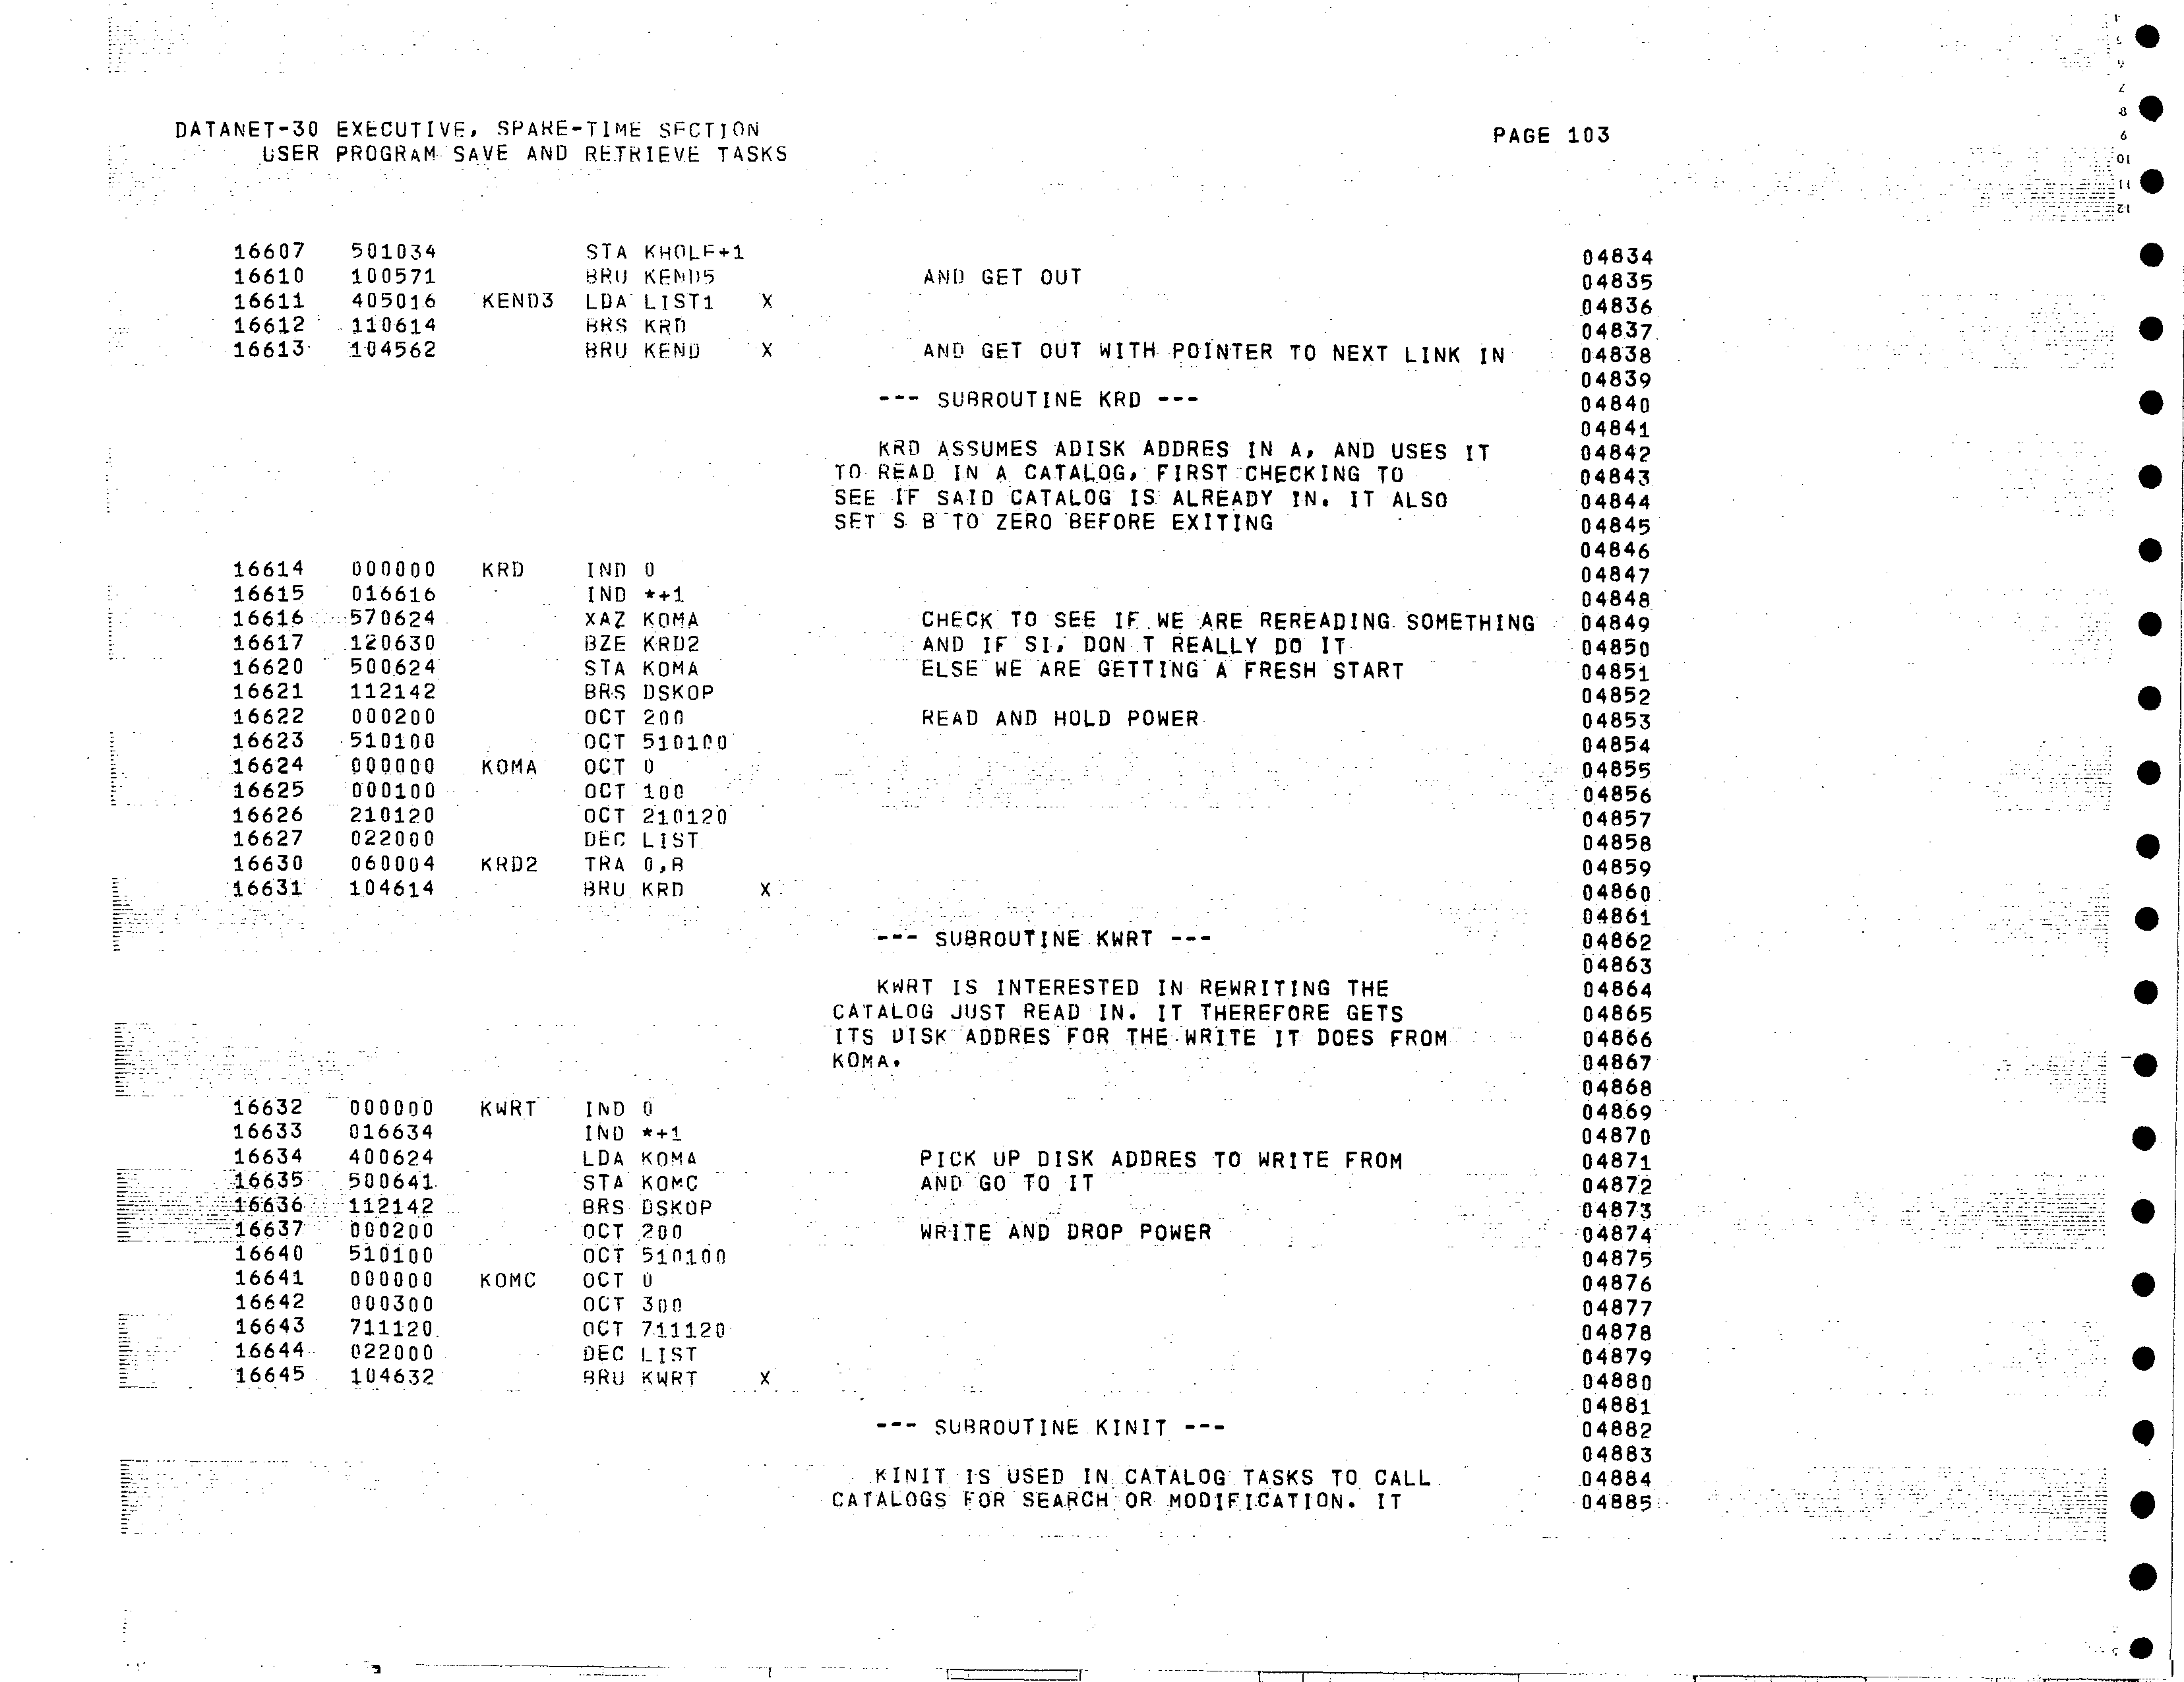 DATANET-30 EXECUTIVE, SPARE-TIME SECTION PAGE 103
USER PROGRAM SAVE AND RETRIEVE TASKS
16607 501034 STA KHOLE+1 04834
16610 100571 BRU KEND5 AND GET OUT 04835
16611 405016 KEND3 LDA LIST1 X 04836
16612 110614 BRS KRD 04837
16613 104562 BRU KEND X AND GET OUT WITH POINTER TO NEXT LINK IN 04838
04839
--- SUBROUTINE KRD --- 04840
04841
KRD ASSUMES ADISK ADDRES IN A, AND USES IT 04842
TO READ IN A CATALOG, FIRST CHECKING TO 04843
SEE IF SAID CATALOG IS ALREADY IN. IT ALSO 04844
SET S B TO ZERO BEFORE EXITING 04845
04846
16614 000000 KRD IND 0 04847
16615 016616 IND *+1 04848
16616 570624 XAZ KOMA CHECK TO SEE IF WE ARE REREADING SOMETHING 04849
16617 120630 BZE KRD2 AND IF SI, DON T REALLY DO IT 04850
16620 500624 STA KOMA ELSE WE ARE GETTING A FRESH START 04851
16621 112142 BRS DSKOP 04852
16622 000200 OCT 200 READ AND HOLD POWER 04853
16623 510100 OCT 510100 04854
16624 000000 KOMA OCT 0 04855
16625 000100 OCT 100 04856
16626 210120 OCT 210120 04857
16627 022000 DEC LIST 04858
16630 060004 KRD2 TRA 0,B 04859
16631 104614 BRU KRD X 04860
04861
--- SUBROUTINE KWRT --- 04862
04863
KWRT IS INTERESTED IN REWRITING THE 04864
CATALOG JUST READ IN. IT THEREFORE GETS 04865
ITS DISK ADDRES FOR THE WRITE IT DOES FROM 04866
KOMA. 04867
04868
16632 000000 KWRT IND 0 04869
16633 016634 IND *+1 04870
16634 400624 LDA KOMA PICK UP DISK ADDRES TO WRITE FROM 04871
16635 500641 STA KOMC AND GO TO IT 04872
16636 112142 BRS DSKOP 04873
16637 000200 OCT 200 WRITE AND DROP POWER 04874
16640 510100 OCT 510100 04875
16641 000000 KOMC OCT 0 04876
16642 000300 OCT 300 04877
16643 711120 OCT 711120 04878
16644 022000 DEC LIST 04879
16645 104632 BRU KWRT X 04880
04881
--- SUBROUTINE KINIT --- 04882
04883
KINIT IS USED IN CATALOG TASKS TO CALL 04884
CATALOGS FOR SEARCH OR MODIFICATION. IT 04885